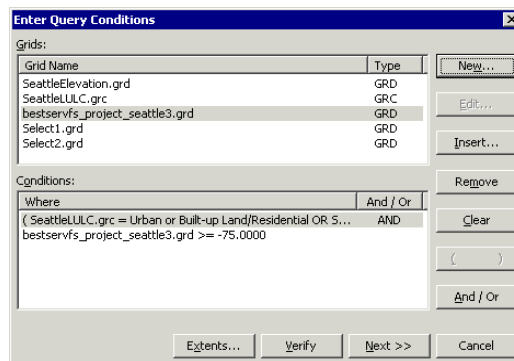 Enter Query Conditions
Grids:
Grid Name Type
SeattleElevation.grd GRD
SeattleLULC.grc GRC
bestservfs_project_seattle3.grd GRD
Select1.grd GRD
Select2.grd GRD
Conditions:
Where And / Or
( SeattleLULC.grc = Urban or Built-up Land/Residential OR S... AND
bestservfs_project_seattle3.grd >= -75.0000
New...
Edit...
Insert...
Remove
Clear
( )
And / Or
Extents... Verify Next >> Cancel